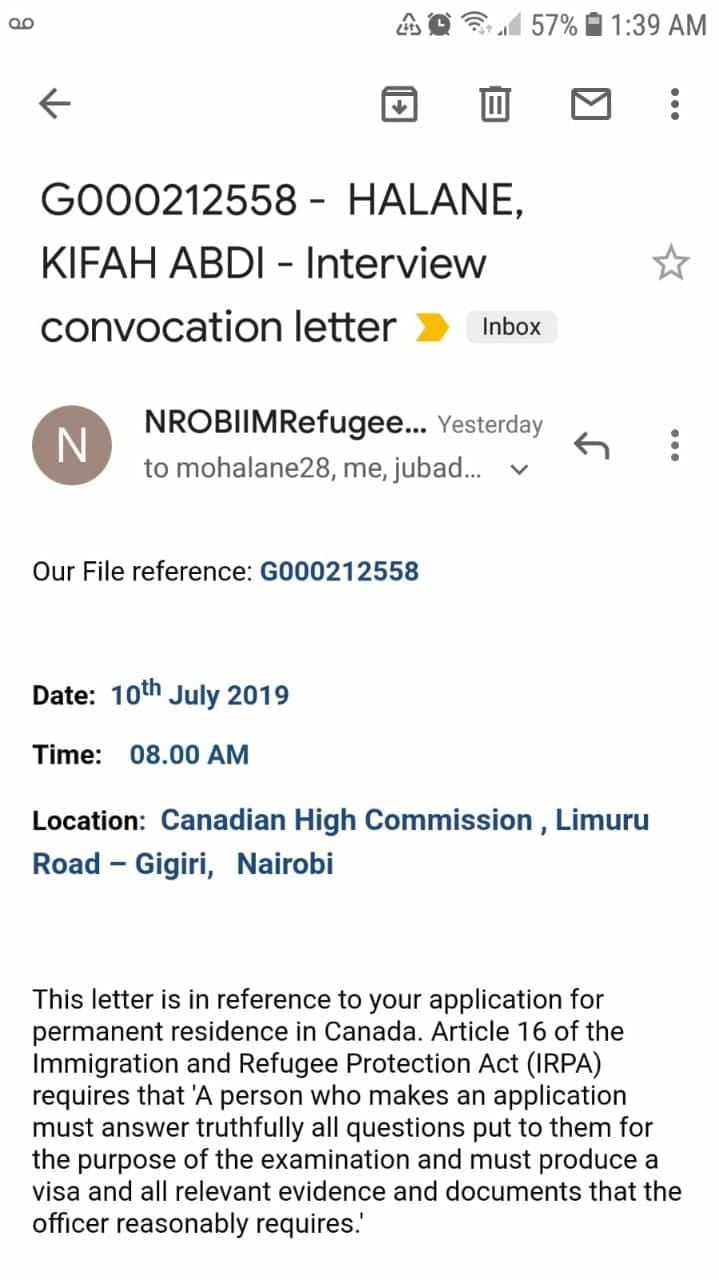 57% 1:39 AM
G000212558 - HALANE,
KIFAH ABDI - Interview
convocation letter Inbox
N
NROBIIMRefugee... Yesterday
to mohalane28, me, jubad...
Our File reference: G000212558
Date: 10th July 2019
Time: 08.00 AM
Location: Canadian High Commission , Limuru
Road – Gigiri, Nairobi
This letter is in reference to your application for
permanent residence in Canada. Article 16 of the
Immigration and Refugee Protection Act (IRPA)
requires that 'A person who makes an application
must answer truthfully all questions put to them for
the purpose of the examination and must produce a
visa and all relevant evidence and documents that the
officer reasonably requires.'